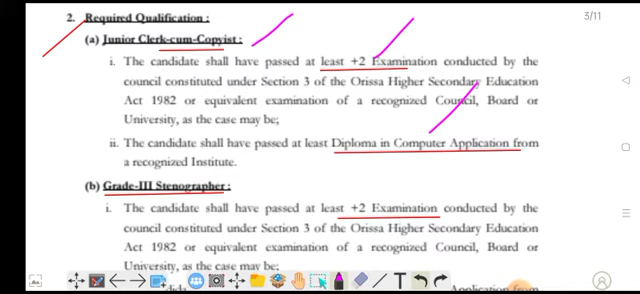 3/11
2. Required Qualification :
(a) Junior Clerk-cum-Copyist :
i. The candidate shall have passed at least +2 Examination conducted by the
council constituted under Section 3 of the Orissa Higher Secondary Education
Act 1982 or equivalent examination of a recognized Council, Board or
University, as the case may be;
ii. The candidate shall have passed at least Diploma in Computer Application from
a recognized Institute.
(b) Grade-III Stenographer :
i. The candidate shall have passed at least +2 Examination conducted by the
council constituted under Section 3 of the Orissa Higher Secondary Education
Act 1982 or equivalent examination of a recognized Council, Board or
University, as the case may be;
Application from